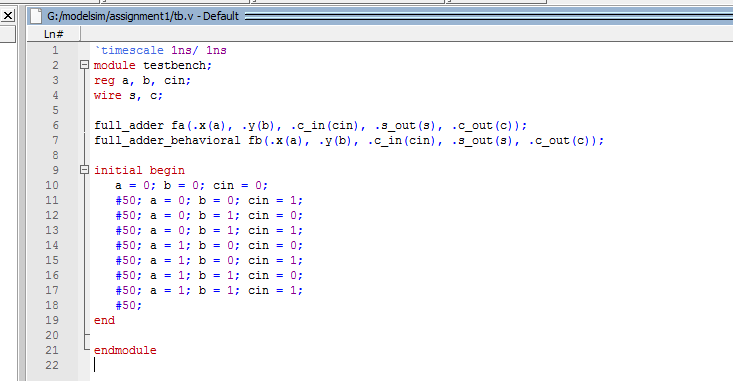 G:/modelsim/assignment1/tb.v - Default
Ln#
1 `timescale 1ns/ 1ns
2 module testbench;
3 reg a, b, cin;
4 wire s, c;
5
6 full_adder fa(.x(a), .y(b), .c_in(cin), .s_out(s), .c_out(c));
7 full_adder_behavioral fb(.x(a), .y(b), .c_in(cin), .s_out(s), .c_out(c));
8
9 initial begin
10 a = 0; b = 0; cin = 0;
11 #50; a = 0; b = 0; cin = 1;
12 #50; a = 0; b = 1; cin = 0;
13 #50; a = 0; b = 1; cin = 1;
14 #50; a = 1; b = 0; cin = 0;
15 #50; a = 1; b = 0; cin = 1;
16 #50; a = 1; b = 1; cin = 0;
17 #50; a = 1; b = 1; cin = 1;
18 #50;
19 end
20
21 endmodule
22